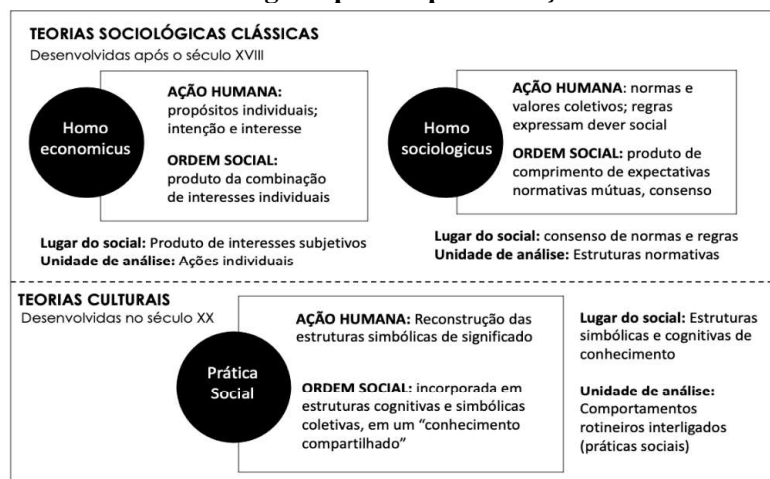 TEORIAS SOCIOLÓGICAS CLÁSSICAS
Desenvolvidas após o século XVIII
Homo
economicus
AÇÃO HUMANA:
propósitos individuais;
intenção e interesse
ORDEM SOCIAL:
produto da combinação
de interesses individuais
Lugar do social: Produto de interesses subjetivos
Unidade de análise: Ações individuais
Homo
sociologicus
AÇÃO HUMANA: normas e
valores coletivos; regras
expressam dever social
ORDEM SOCIAL: produto de
comprimento de expectativas
normativas mútuas, consenso
Lugar do social: consenso de normas e regras
Unidade de análise: Estruturas normativas
TEORIAS CULTURAIS
Desenvolvidas no século XX
Prática
Social
AÇÃO HUMANA: Reconstrução das
estruturas simbólicas de significado
ORDEM SOCIAL: incorporada em
estruturas cognitivas e simbólicas
coletivas, em um “conhecimento
compartilhado”
Lugar do social: Estruturas
simbólicas e cognitivas de
conhecimento
Unidade de análise:
Comportamentos
rotineiros interligados
(práticas sociais)